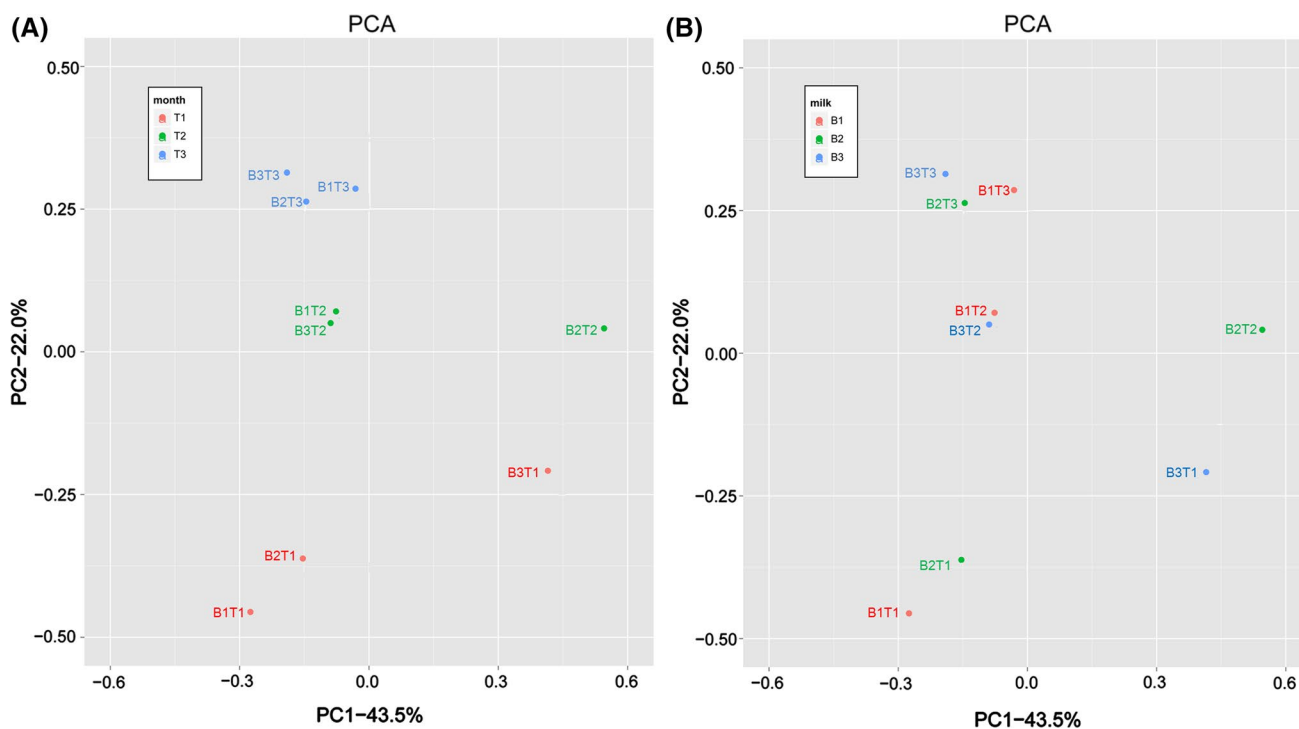 (A)
PCA
0.50
0.25
0.00
−0.25
−0.50
PC2−22.0%
month
T1
T2
T3
B3T3
B1T3
B2T3
B1T2
B3T2
B2T2
B3T1
B2T1
B1T1
−0.6
−0.3
0.0
0.3
0.6
PC1−43.5%
(B)
PCA
0.50
0.25
0.00
−0.25
−0.50
PC2−22.0%
milk
B1
B2
B3
B3T3
B1T3
B2T3
B1T2
B3T2
B2T2
B3T1
B2T1
B1T1
−0.6
−0.3
0.0
0.3
0.6
PC1−43.5%